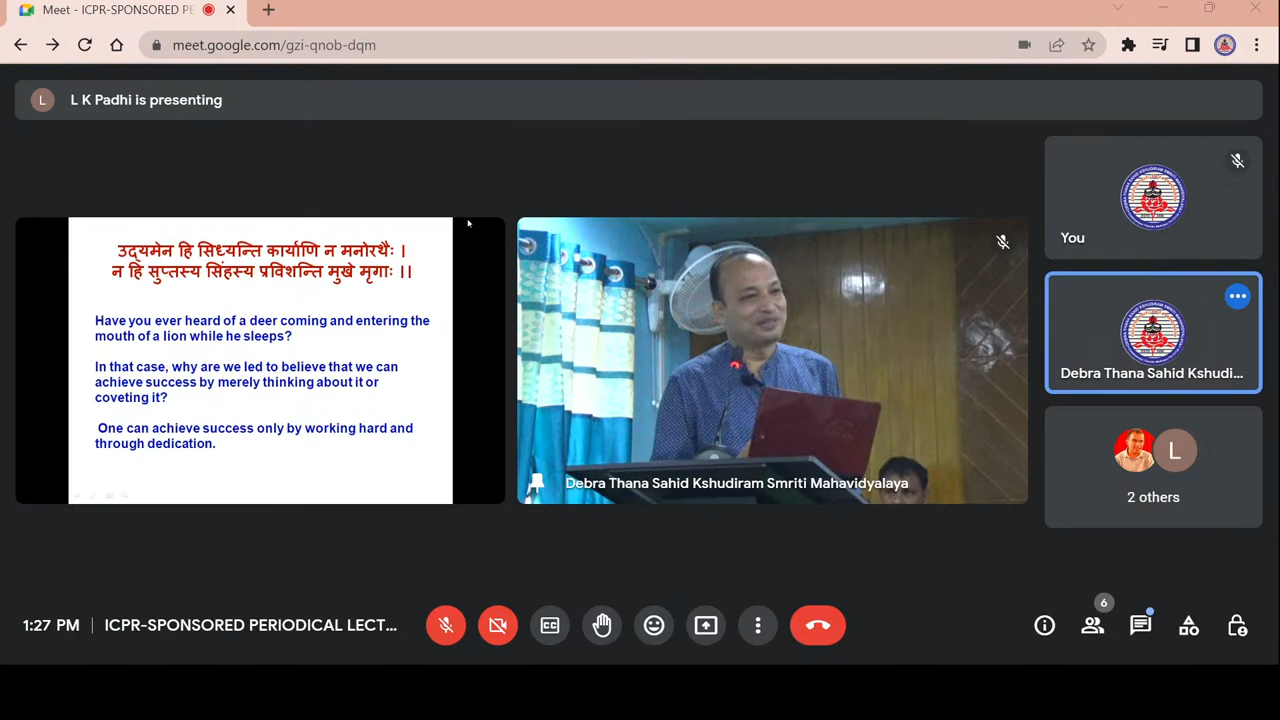 Meet - ICPR-SPONSORED PE
meet.google.com/gzi-qnob-dqm
L
L K Padhi is presenting
उद्यमेन हि सिध्यन्ति कार्याणि न मनोरथैः ।
न हि सुप्तस्य सिंहस्य प्रविशन्ति मुखे मृगाः ।।
Have you ever heard of a deer coming and entering the
mouth of a lion while he sleeps?
In that case, why are we led to believe that we can
achieve success by merely thinking about it or
coveting it?
One can achieve success only by working hard and
through dedication.
Debra Thana Sahid Kshudiram Smriti Mahavidyalaya
You
Debra Thana Sahid Kshudi...
L
2 others
1:27 PM | ICPR-SPONSORED PERIODICAL LECT...
CC
6